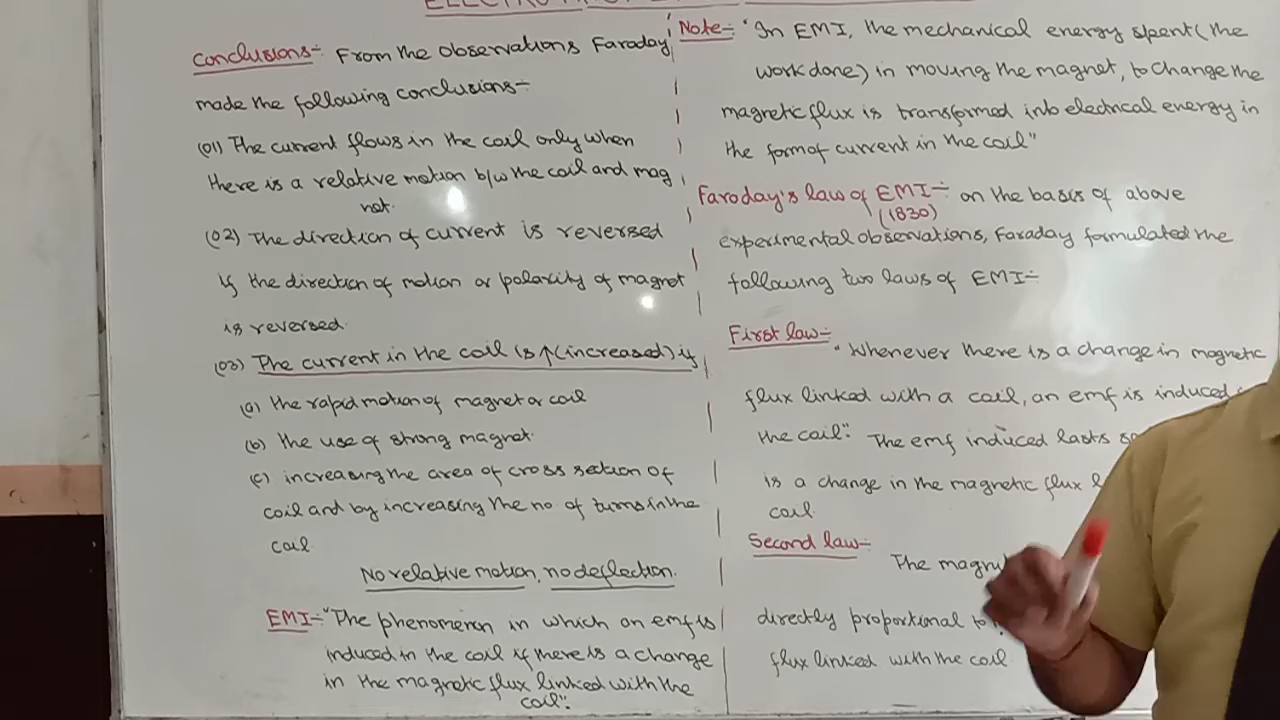 Conclusions:- From the observations Faraday
made the following conclusions:-
(01) The current flows in the coil only when
there is a relative motion b/w the coil and mag
net.
(02) The direction of current is reversed
if the direction of motion or polarity of magnet
is reversed.
(03) The current in the coil is ↑(increased) if
(a) the rapid motion of magnet or coil
(b) the use of strong magnet.
(c) increasing the area of cross section of
coil and by increasing the no. of turns in the
coil
No relative motion, no deflection.
EMI:- "The phenomenon in which an emf is
induced in the coil if there is a change
in the magnetic flux linked with the
coil".
Note:- "In EMI, the mechanical energy spent (the
work done) in moving the magnet, to change the
magnetic flux is transformed into electrical energy in
the form of current in the coil"
Faraday's law of EMI:- on the basis of above
(1830)
experimental observations, Faraday formulated the
following two laws of EMI:-
First law:-
"Whenever there is a change in magnetic
flux linked with a coil, an emf is induced
the coil". The emf induced lasts
is a change in the magnetic flux
coil.
Second law:-
The
directly proportional to
flux linked with the coil